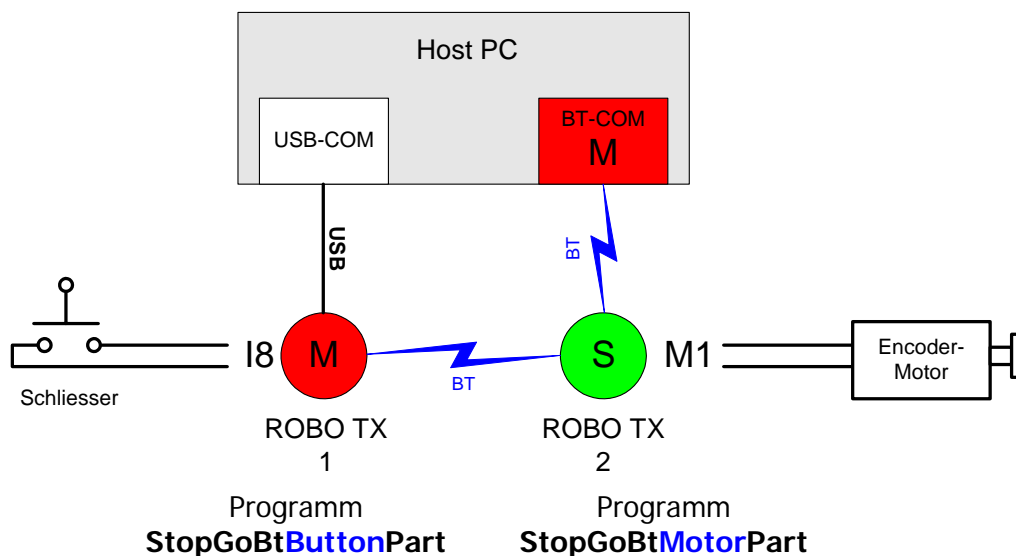 Host PC
USB-COM
BT-COM
M
USB
BT
I8
M
BT
S
M1
Encoder-
Motor
Schliesser
ROBO TX
1
ROBO TX
2
Programm
StopGoBtButtonPart
Programm
StopGoBtMotorPart